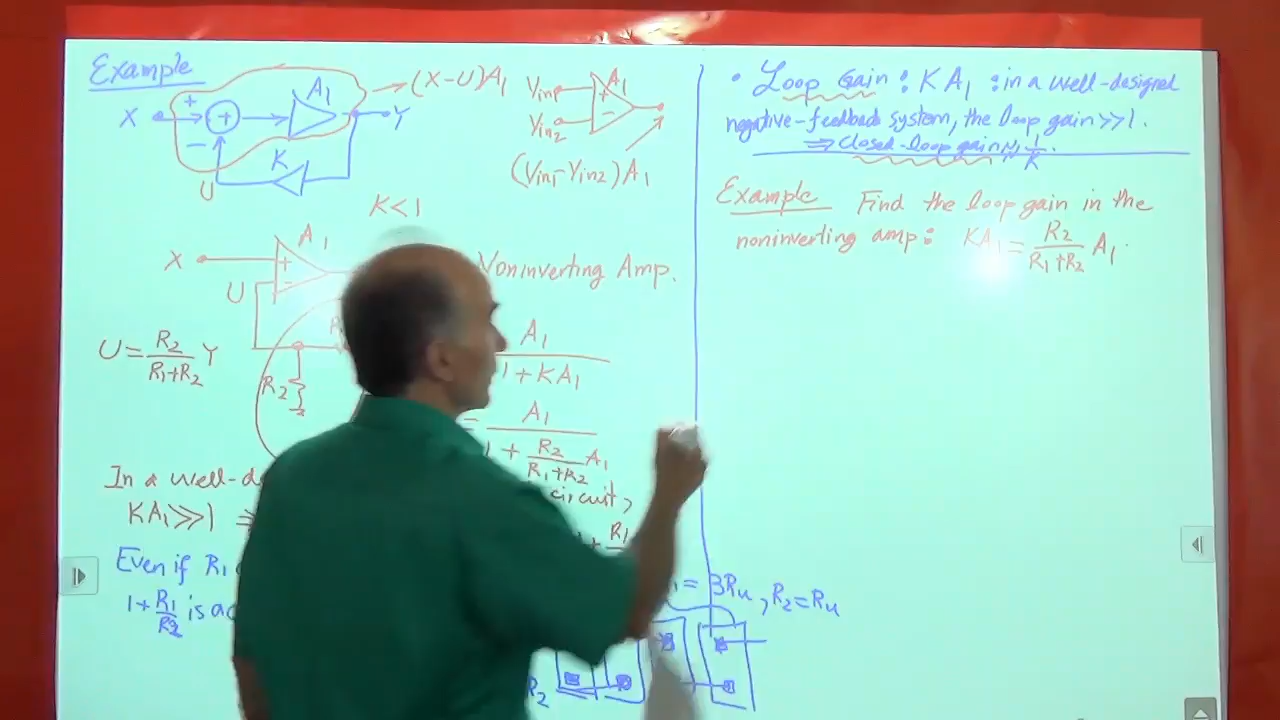 Example
X + + A1 → (X-U)A1
Y
−
K
U
Vin1 + A1
Vin2 −
(Vin1-Vin2)A1
K<1
X + A1
U −
Noninverting Amp.
U = R2/(R1+R2) Y
R2
A1/(1+KA1)
= A1/(1 + R2/(R1+R2) A1)
In a well-d
circuit,
KA1 ≫ 1 ⇒
Even if R1
1+R1/R2 is
= 3Ru, R2=Ru
R2
• Loop Gain : KA1 : in a well-designed
negative-feedback system, the loop gain ≫ 1.
⇒ Closed-loop gain ≈ 1/K.
Example Find the loop gain in the
noninverting amp: KA1 = R2/(R1+R2) A1.